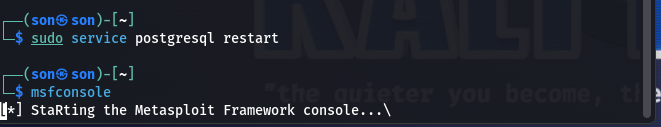 ┌──(son㉿son)-[~]
└─$ sudo service postgresql restart
┌──(son㉿son)-[~]
└─$ msfconsole
[*] StaRting the Metasploit Framework console...\
KALI
"the quieter you become, the